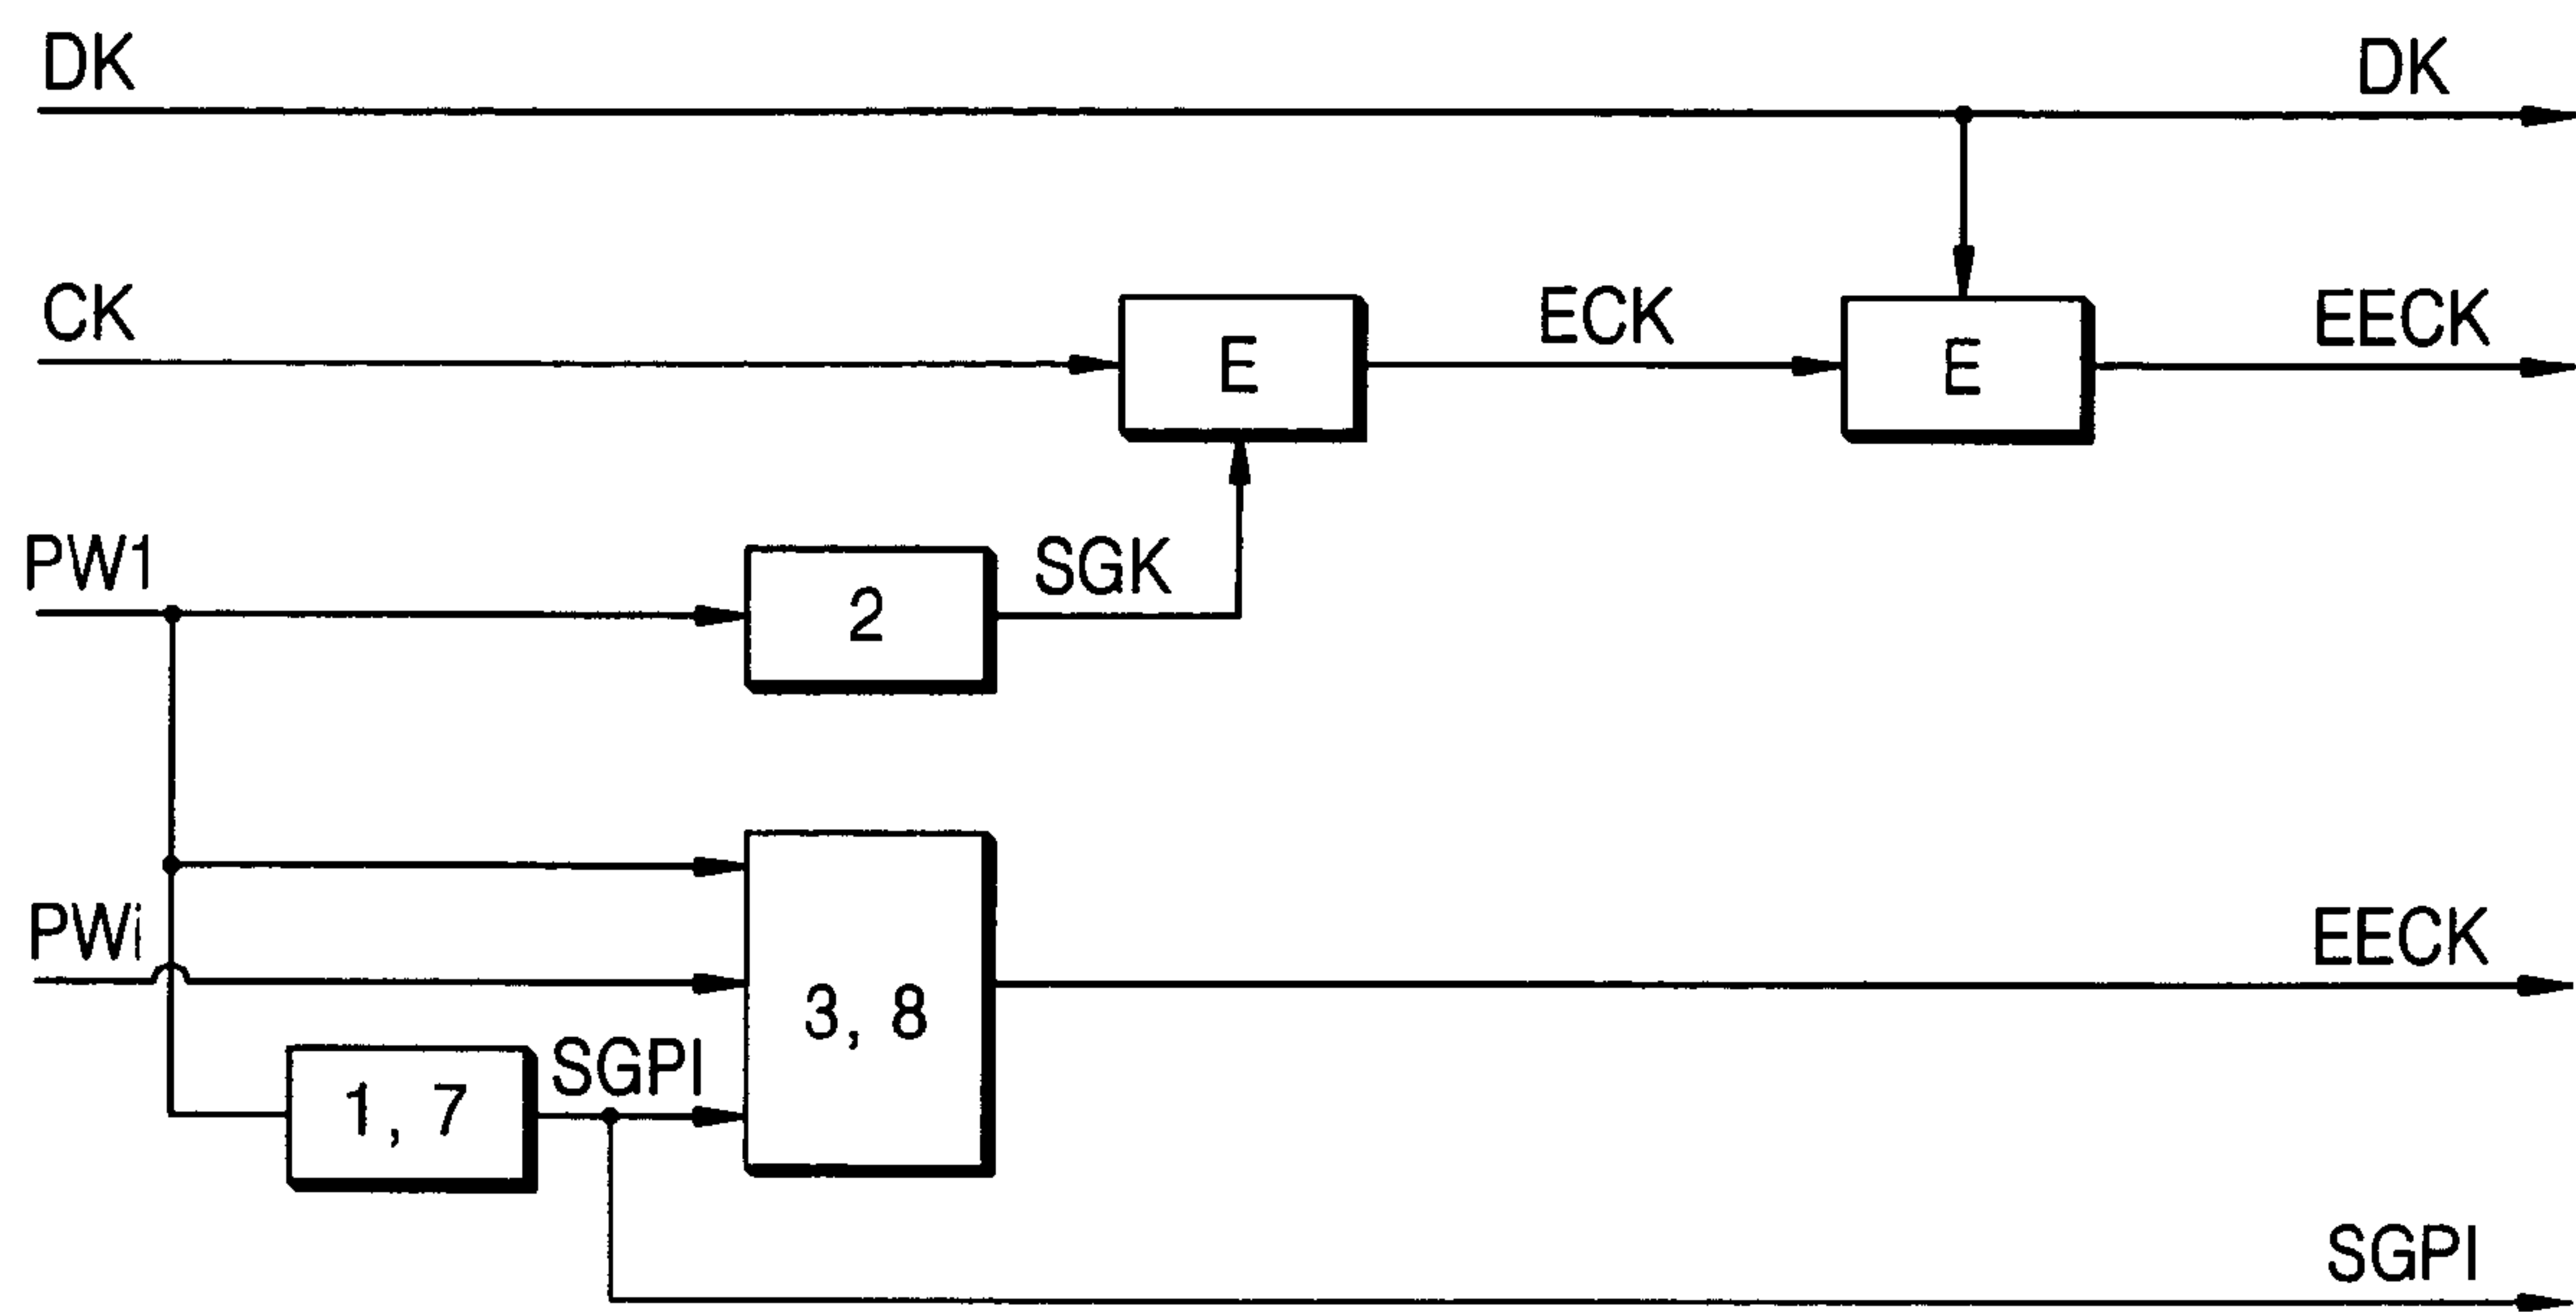 DK DK
CK E ECK E EECK
PW1 2 SGK
PWi 3, 8 EECK
1, 7 SGPI
SGPI